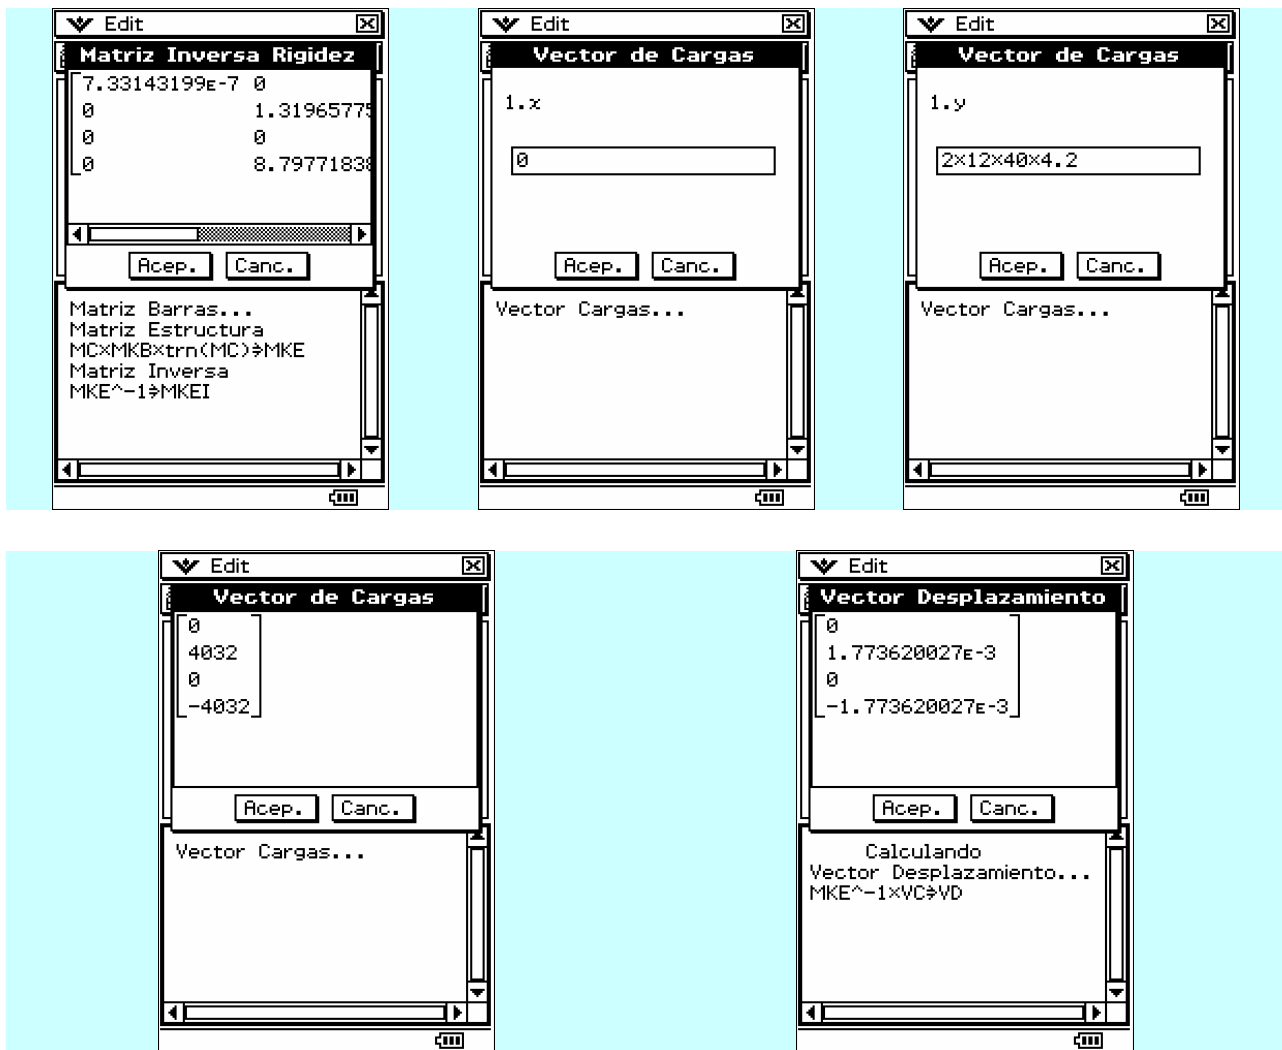 Edit
Matriz Inversa Rigidez
7.33143199ᴇ-7 0
0 1.31965775
0 0
0 8.79771838
Acep. Canc.
Matriz Barras...
Matriz Estructura
MC×MKB×trn(MC)⇒MKE
Matriz Inversa
MKE^-1⇒MKEI
Edit
Vector de Cargas
1.x
0
Acep. Canc.
Vector Cargas...
Edit
Vector de Cargas
1.y
2×12×40×4.2
Acep. Canc.
Vector Cargas...
Edit
Vector de Cargas
0
4032
0
-4032
Acep. Canc.
Vector Cargas...
Edit
Vector Desplazamiento
0
1.773620027ᴇ-3
0
-1.773620027ᴇ-3
Acep. Canc.
Calculando
Vector Desplazamiento...
MKE^-1×VC⇒VD